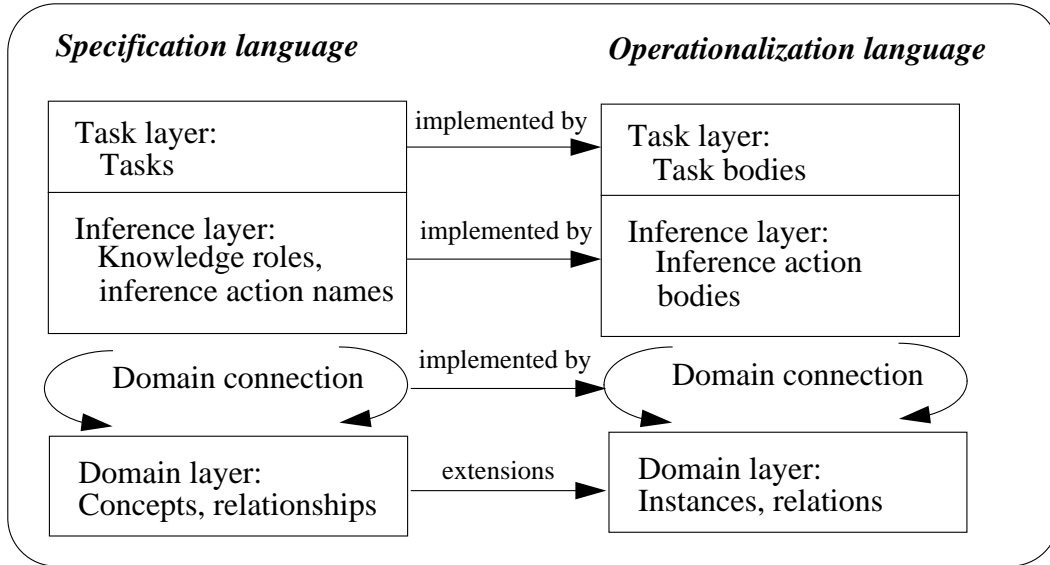 Specification language
Operationalization language
Task layer:
Tasks
implemented by
Task layer:
Task bodies
Inference layer:
Knowledge roles,
inference action names
implemented by
Inference layer:
Inference action
bodies
Domain connection
implemented by
Domain connection
Domain layer:
Concepts, relationships
extensions
Domain layer:
Instances, relations